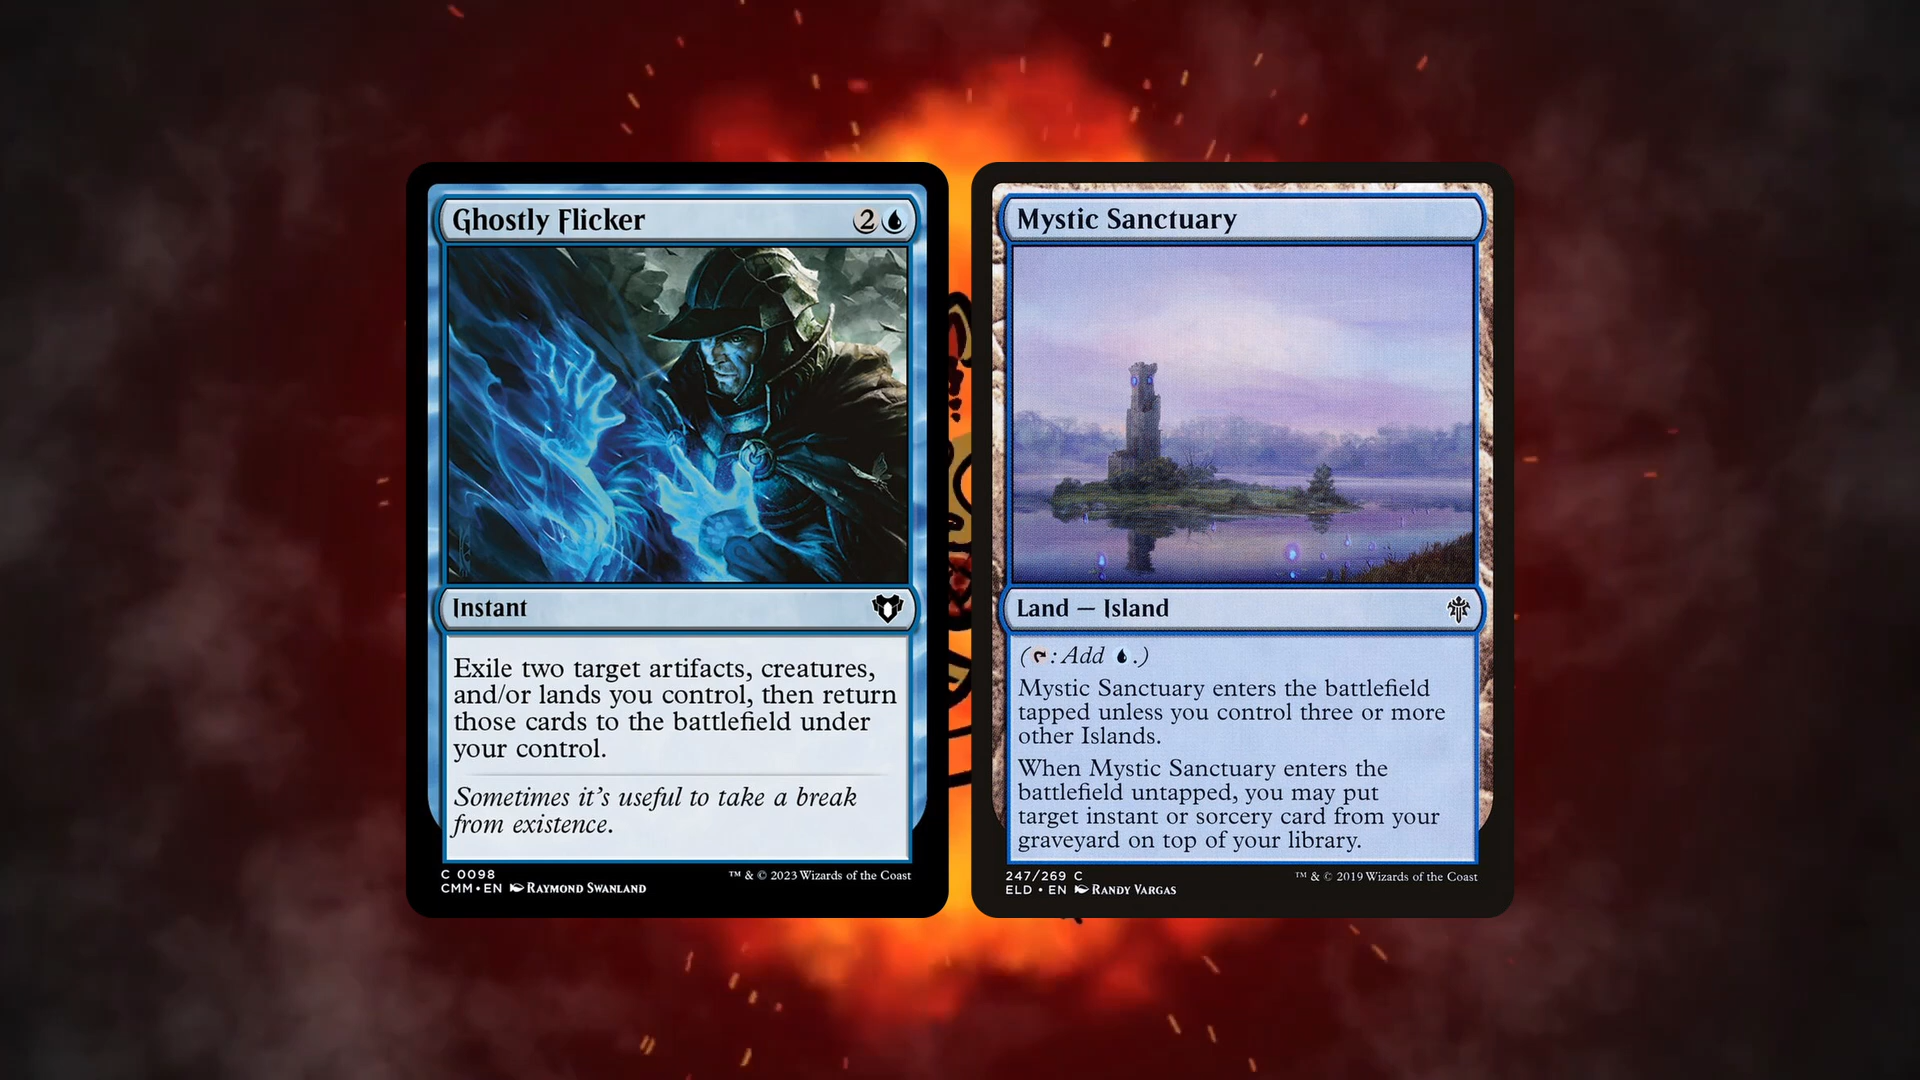 Ghostly Flicker 2
Instant
Exile two target artifacts, creatures,
and/or lands you control, then return
those cards to the battlefield under
your control.
Sometimes it's useful to take a break
from existence.
C 0098
CMM • EN Raymond Swanland
™ & © 2023 Wizards of the Coast
Mystic Sanctuary
Land — Island
( : Add .)
Mystic Sanctuary enters the battlefield
tapped unless you control three or more
other Islands.
When Mystic Sanctuary enters the
battlefield untapped, you may put
target instant or sorcery card from your
graveyard on top of your library.
247/269 C
ELD • EN Randy Vargas
™ & © 2019 Wizards of the Coast